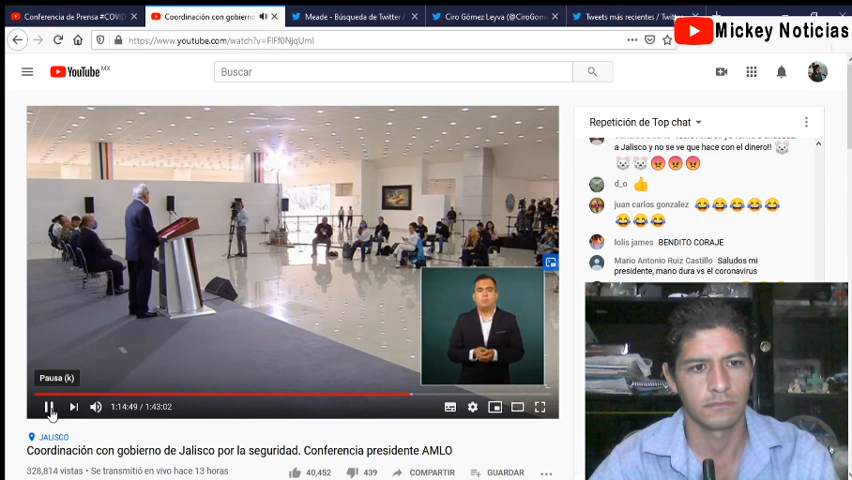 Conferencia de Prensa #COVID
Coordinación con gobierno
Meade - Búsqueda de Twitter /
Ciro Gómez Leyva (@CiroGome
Tweets más recientes / Twitter
Mickey Noticias
https://www.youtube.com/watch?v=
YouTube MX
Buscar
Repetición de Top chat
a Jalisco y no se ve que hace con el dinero!!
d_o
juan carlos gonzalez
lolis james BENDITO CORAJE
Mario Antonio Ruiz Castillo Saludos mi
presidente, mano dura vs el coronavirus
Pausa (k)
1:14:49 / 1:43:02
JALISCO
Coordinación con gobierno de Jalisco por la seguridad. Conferencia presidente AMLO
328,814 vistas • Se transmitió en vivo hace 13 horas
40,452
439
COMPARTIR
GUARDAR